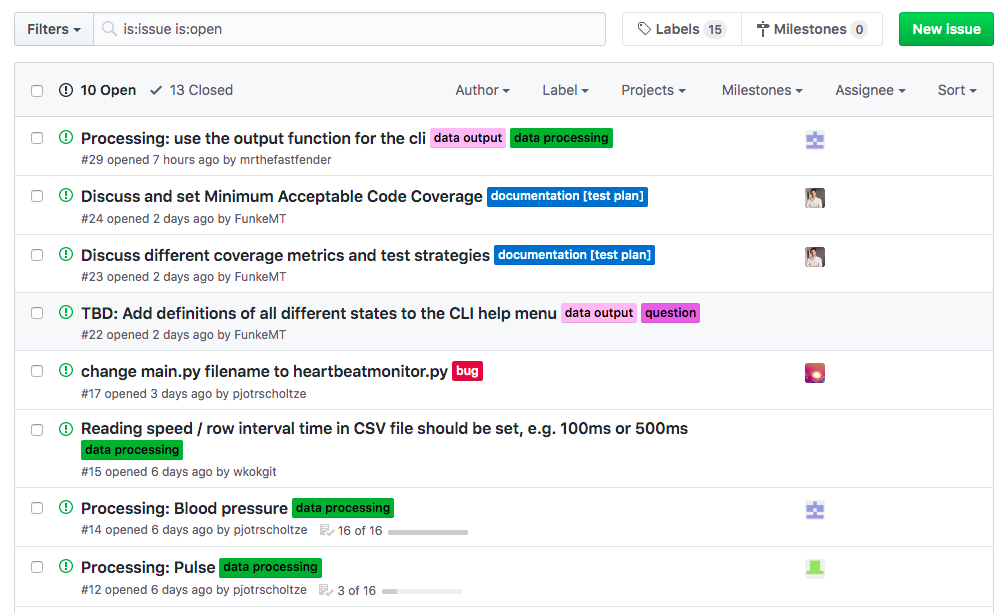 Filters is:issue is:open Labels 15 Milestones 0 New issue
10 Open 13 Closed Author Label Projects Milestones Assignee Sort
Processing: use the output function for the cli data output data processing
#29 opened 7 hours ago by mrthefastfender
Discuss and set Minimum Acceptable Code Coverage documentation [test plan]
#24 opened 2 days ago by FunkeMT
Discuss different coverage metrics and test strategies documentation [test plan]
#23 opened 2 days ago by FunkeMT
TBD: Add definitions of all different states to the CLI help menu data output question
#22 opened 2 days ago by FunkeMT
change main.py filename to heartbeatmonitor.py bug
#17 opened 3 days ago by pjotrscholtze
Reading speed / row interval time in CSV file should be set, e.g. 100ms or 500ms
data processing
#15 opened 6 days ago by wkokgit
Processing: Blood pressure data processing
#14 opened 6 days ago by pjotrscholtze 16 of 16
Processing: Pulse data processing
#12 opened 6 days ago by pjotrscholtze 3 of 16